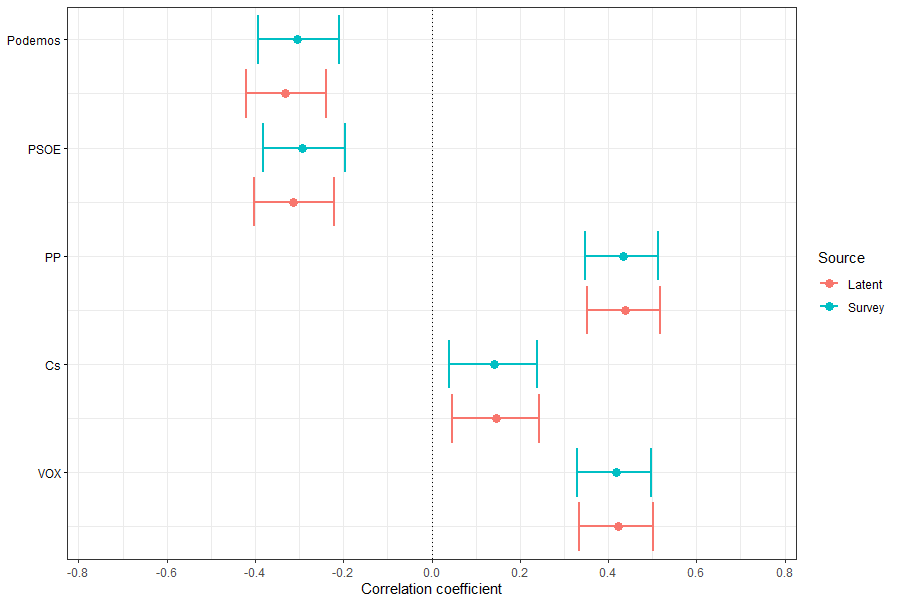 Podemos
PSOE
PP
Cs
VOX
-0.8 -0.6 -0.4 -0.2 0.0 0.2 0.4 0.6 0.8
Correlation coefficient
Source
Latent
Survey